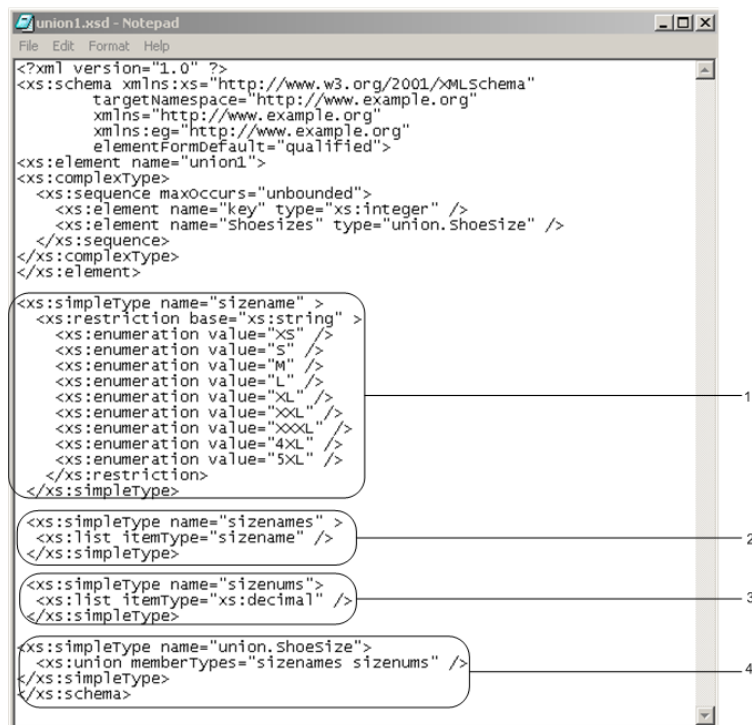 union1.xsd - Notepad
File Edit Format Help
<?xml version="1.0" ?>
<xs:schema xmlns:xs="http://www.w3.org/2001/XMLSchema"
targetNamespace="http://www.example.org"
xmlns="http://www.example.org"
xmlns:eg="http://www.example.org"
elementFormDefault="qualified">
<xs:element name="union1">
<xs:complexType>
<xs:sequence maxOccurs="unbounded">
<xs:element name="key" type="xs:integer" />
<xs:element name="Shoesizes" type="union.ShoeSize" />
</xs:sequence>
</xs:complexType>
</xs:element>
<xs:simpleType name="sizename" >
<xs:restriction base="xs:string" >
<xs:enumeration value="XS" />
<xs:enumeration value="S" />
<xs:enumeration value="M" />
<xs:enumeration value="L" />
<xs:enumeration value="XL" />
<xs:enumeration value="XXL" />
<xs:enumeration value="XXXL" />
<xs:enumeration value="4XL" />
<xs:enumeration value="5XL" />
</xs:restriction>
</xs:simpleType>
1
<xs:simpleType name="sizenames" >
<xs:list itemType="sizename" />
</xs:simpleType>
2
<xs:simpleType name="sizenums">
<xs:list itemType="xs:decimal" />
</xs:simpleType>
3
<xs:simpleType name="union.ShoeSize">
<xs:union memberTypes="sizenames sizenums" />
</xs:simpleType>
</xs:schema>
4